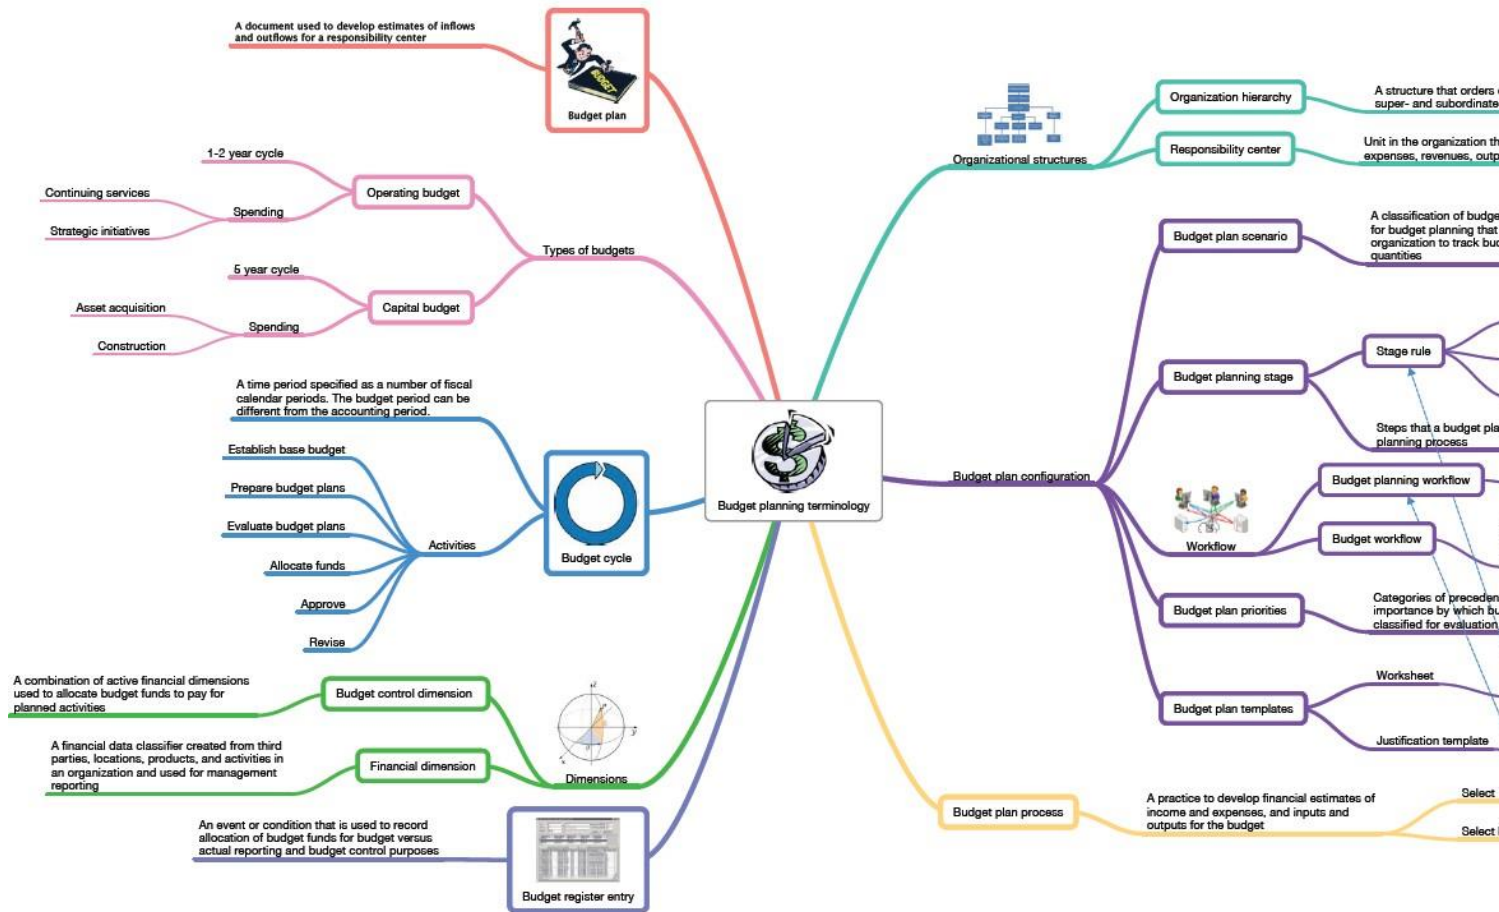 A document used to develop estimates of inflows
and outflows for a responsibility center
BUDGET
Budget plan
1-2 year cycle
Operating budget
Continuing services
Spending
Strategic initiatives
Types of budgets
5 year cycle
Capital budget
Asset acquisition
Spending
Construction
A time period specified as a number of fiscal
calendar periods. The budget period can be
different from the accounting period.
Establish base budget
Prepare budget plans
Evaluate budget plans
Activities
Allocate funds
Approve
Revise
Budget cycle
A combination of active financial dimensions
used to allocate budget funds to pay for
planned activities
Budget control dimension
A financial data classifier created from third
parties, locations, products, and activities in
an organization and used for management
reporting
Financial dimension
Dimensions
An event or condition that is used to record
allocation of budget funds for budget versus
actual reporting and budget control purposes
Budget register entry
Budget planning terminology
Organizational structures
Organization hierarchy
A structure that orders
super- and subordinate
Responsibility center
Unit in the organization th
expenses, revenues, outp
Budget plan configuration
Budget plan scenario
A classification of budge
for budget planning that
organization to track bud
quantities
Budget planning stage
Stage rule
Steps that a budget pla
planning process
Workflow
Budget planning workflow
Budget workflow
Budget plan priorities
Categories of preceden
importance by which bu
classified for evaluation
Budget plan templates
Worksheet
Justification template
Budget plan process
A practice to develop financial estimates of
income and expenses, and inputs and
outputs for the budget
Select
Select